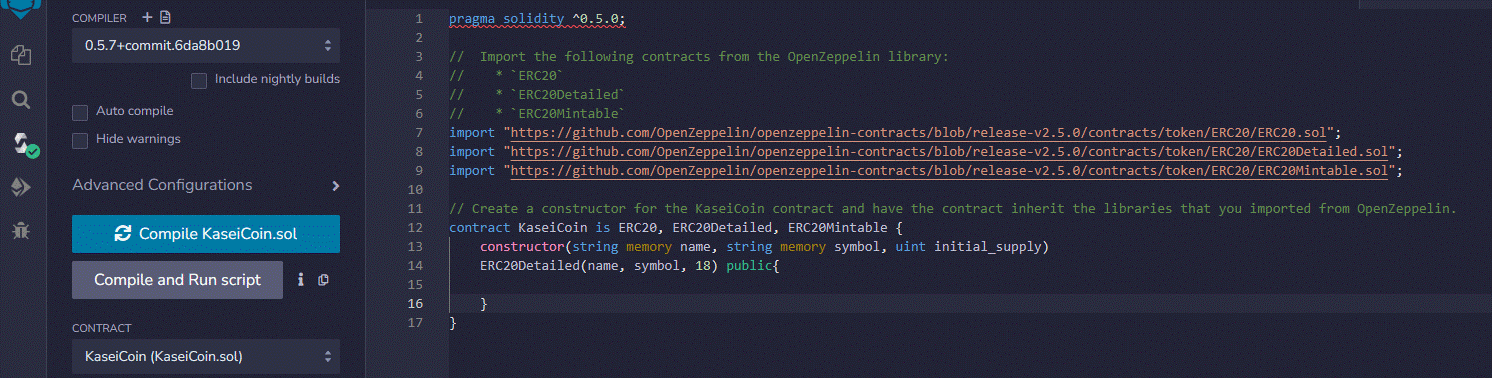 COMPILER
0.5.7+commit.6da8b019
Include nightly builds
Auto compile
Hide warnings
Advanced Configurations
Compile KaseiCoin.sol
Compile and Run script
CONTRACT
KaseiCoin (KaseiCoin.sol)
1 pragma solidity ^0.5.0;
2
3 //  Import the following contracts from the OpenZeppelin library:
4 //    * `ERC20`
5 //    * `ERC20Detailed`
6 //    * `ERC20Mintable`
7 import "https://github.com/OpenZeppelin/openzeppelin-contracts/blob/release-v2.5.0/contracts/token/ERC20/ERC20.sol";
8 import "https://github.com/OpenZeppelin/openzeppelin-contracts/blob/release-v2.5.0/contracts/token/ERC20/ERC20Detailed.sol";
9 import "https://github.com/OpenZeppelin/openzeppelin-contracts/blob/release-v2.5.0/contracts/token/ERC20/ERC20Mintable.sol";
10
11 // Create a constructor for the KaseiCoin contract and have the contract inherit the libraries that you imported from OpenZeppelin.
12 contract KaseiCoin is ERC20, ERC20Detailed, ERC20Mintable {
13     constructor(string memory name, string memory symbol, uint initial_supply)
14     ERC20Detailed(name, symbol, 18) public{
15
16     }
17 }